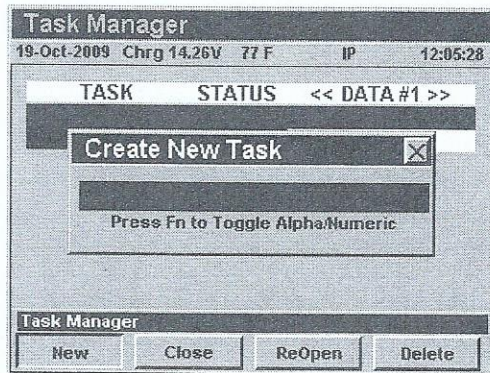 Task Manager
19-Oct-2009 Chrg 14.26V 77 F IP 12:05:28
TASK STATUS << DATA #1 >>
Create New Task
Press Fn to Toggle Alpha/Numeric
Task Manager
New Close ReOpen Delete